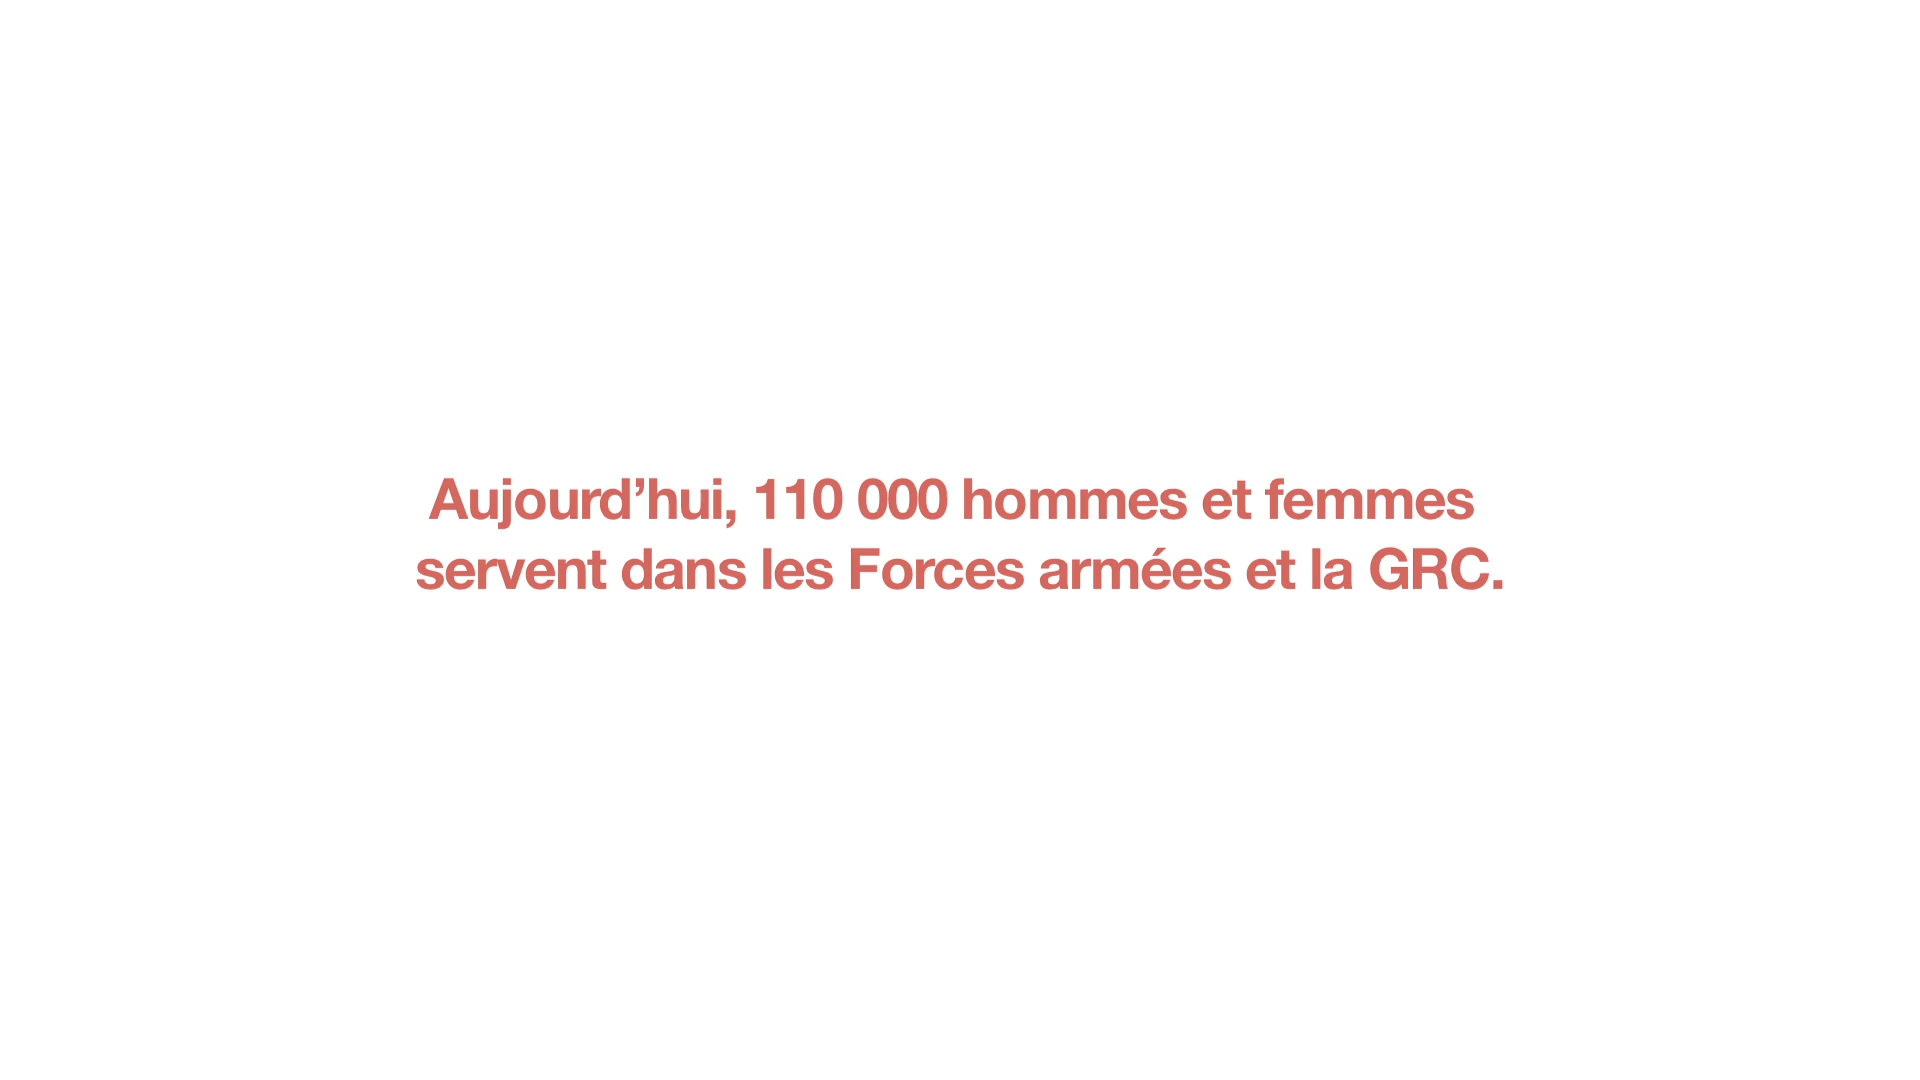 Aujourd’hui, 110 000 hommes et femmes
servent dans les Forces armées et la GRC.